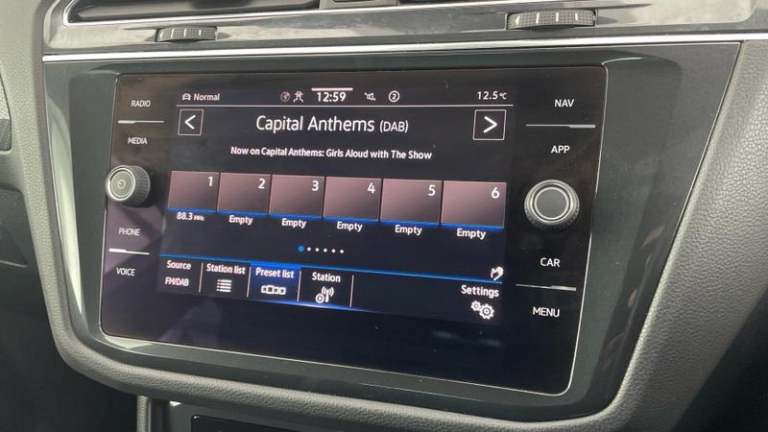 RADIO
MEDIA
PHONE
VOICE
Normal
12:59
2
12.5°C
Capital Anthems (DAB)
Now on Capital Anthems: Girls Aloud with The Show
1 2 3 4 5 6
88.3 MHz Empty Empty Empty Empty Empty
Source Station list Preset list Station Settings
FM/DAB
NAV
APP
CAR
MENU